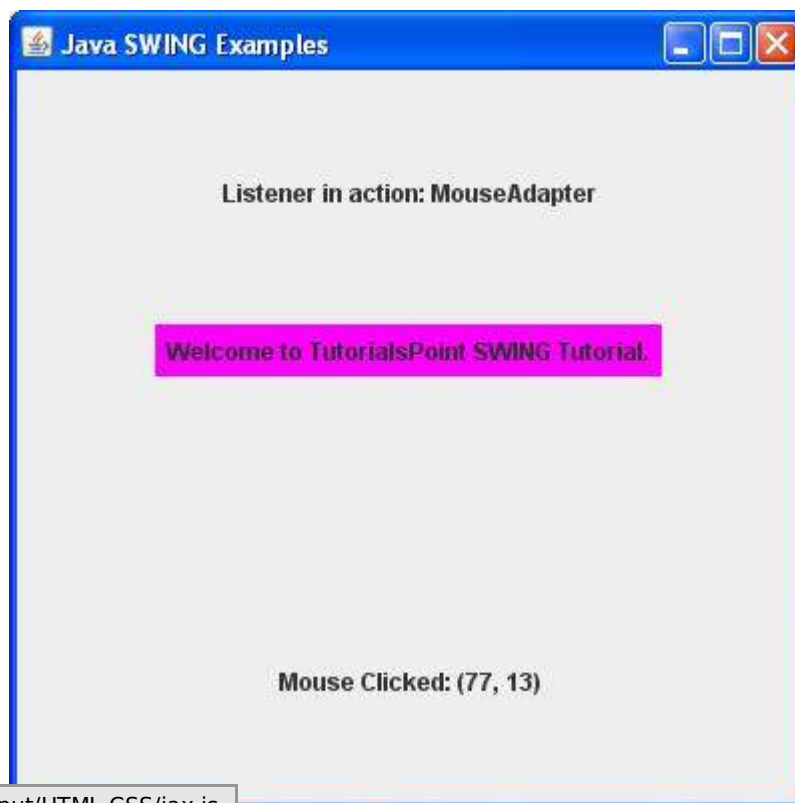 Java SWING Examples
Listener in action: MouseAdapter
Welcome to TutorialsPoint SWING Tutorial.
Mouse Clicked: (77, 13)